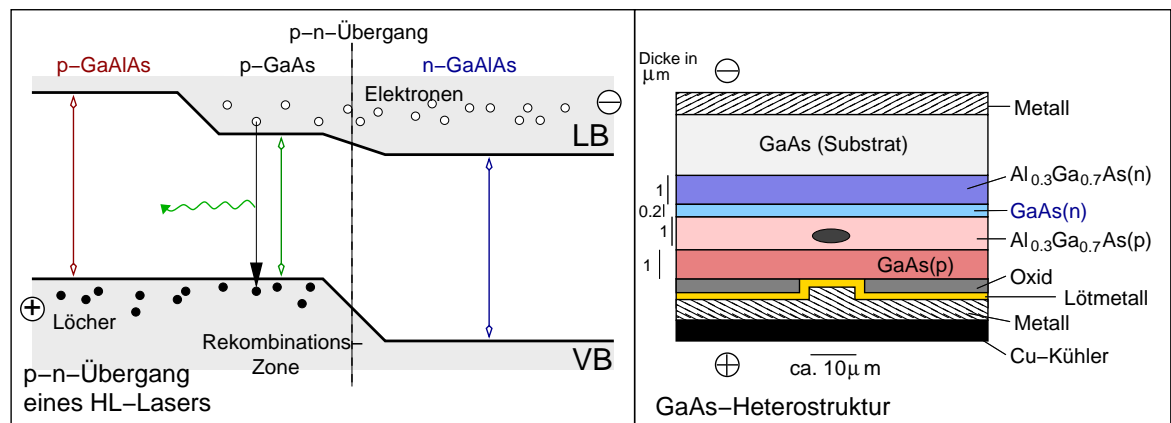 p−n−Übergang
p−GaAlAs
p−GaAs
n−GaAlAs
Elektronen
−
LB
+
Löcher
Rekombinations−
Zone
VB
p−n−Übergang
eines HL−Lasers
Dicke in
μm
−
Metall
GaAs (Substrat)
1
Al0.3Ga0.7As(n)
0.2
GaAs(n)
1
Al0.3Ga0.7As(p)
1
GaAs(p)
Oxid
Lötmetall
Metall
Cu−Kühler
+
ca. 10μ m
GaAs−Heterostruktur